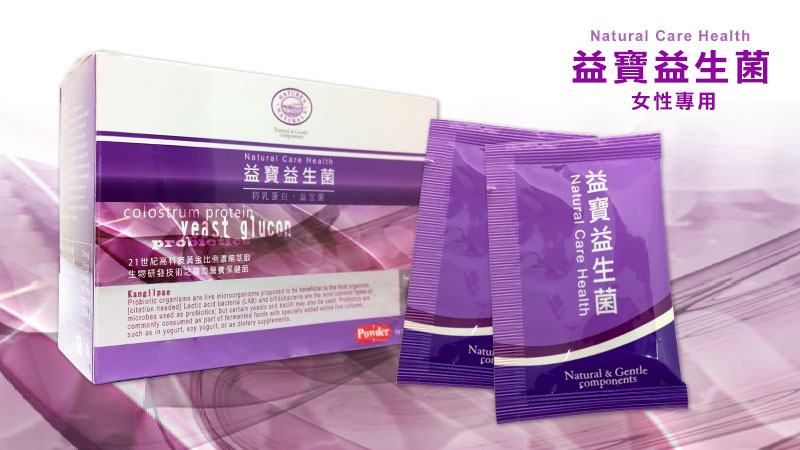 Natural Care Health
益寶益生菌
女性專用
NATURE'S NATURALS
Natural & Gentle
components
Natural Care Health
益寶益生菌
初乳蛋白・益生菌
colostrum protein
yeast glucon
probiotics
21世紀高科技黃金比例濃縮萃取
生物研發技術之複方營養保健品
Kangilpao
Probiotic organisms are live microorganisms proposed to be beneficial to the host organism.
[citation needed] Lactic acid bacteria (LAB) and bifidobacteria are the most common types of
microbes used as probiotics; but certain yeasts and bacilli may also be used. Probiotics are
commonly consumed as part of fermented foods with specially added active live cultures,
such as in yogurt, soy yogurt, or as dietary supplements.
Powder
益寶益生菌
Natural Care Health
Natural & Gentle
components
Natu
co